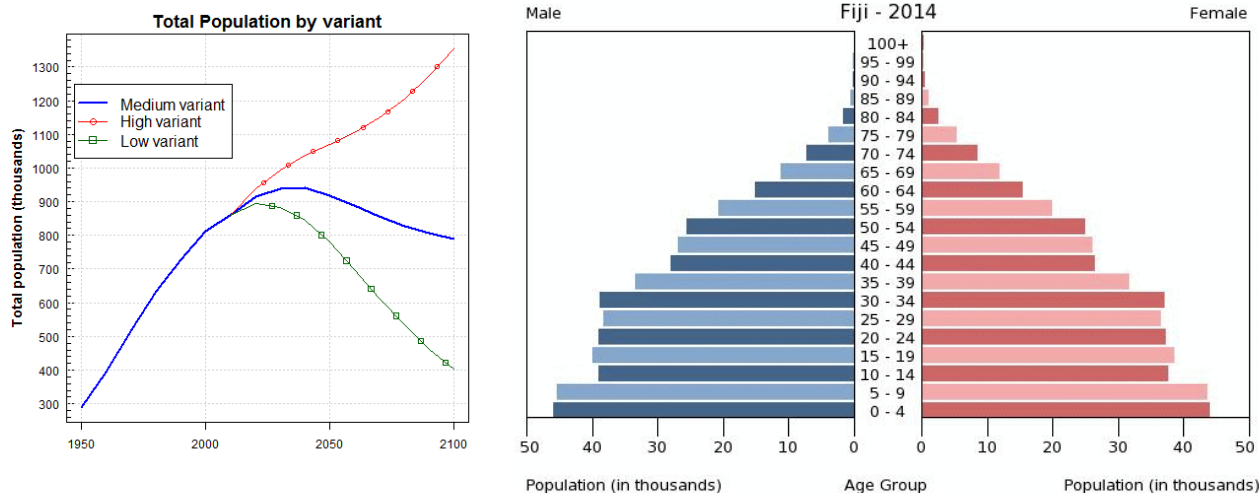 Total Population by variant
Total population (thousands)
1300
1200
1100
1000
900
800
700
600
500
400
300
Medium variant
High variant
Low variant
1950 2000 2050 2100
Male Fiji - 2014 Female
100+
95 - 99
90 - 94
85 - 89
80 - 84
75 - 79
70 - 74
65 - 69
60 - 64
55 - 59
50 - 54
45 - 49
40 - 44
35 - 39
30 - 34
25 - 29
20 - 24
15 - 19
10 - 14
5 - 9
0 - 4
50 40 30 20 10 0 0 10 20 30 40 50
Population (in thousands) Age Group Population (in thousands)